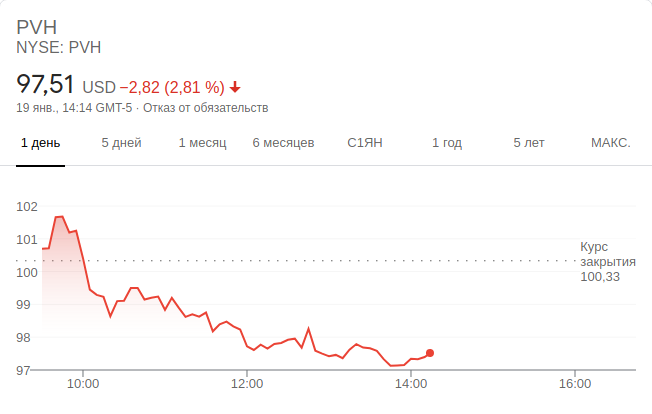 PVH
NYSE: PVH
97,51 USD −2,82 (2,81 %)
19 янв., 14:14 GMT-5 · Отказ от обязательств
1 день 5 дней 1 месяц 6 месяцев С1ЯН 1 год 5 лет МАКС.
102
101
100
99
98
97
Курс
закрытия
100,33
10:00 12:00 14:00 16:00